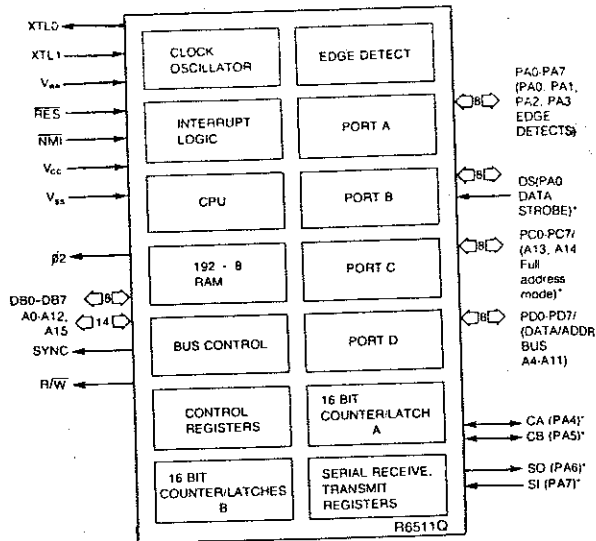 XTL0
XTL1
VRR
RES
NMI
Vcc
Vss
ø2
DB0-DB7
8
A0-A12,
A15
14
SYNC
R/W
CLOCK
OSCILLATOR
EDGE DETECT
INTERRUPT
LOGIC
PORT A
CPU
PORT B
192 - 8
RAM
PORT C
BUS CONTROL
PORT D
CONTROL
REGISTERS
16 BIT
COUNTER/LATCH
A
16 BIT
COUNTER/LATCHES
B
SERIAL RECEIVE,
TRANSMIT
REGISTERS
R6511Q
8
PA0-PA7
(PA0, PA1,
PA2, PA3
EDGE
DETECTS)
8
DS(PA0
DATA
STROBE)*
8
PC0-PC7/
(A13, A14
Full
address
mode)*
8
PD0-PD7/
(DATA/ADDR
BUS
A4-A11)
CA (PA4)*
CB (PA5)*
SO (PA6)*
SI (PA7)*